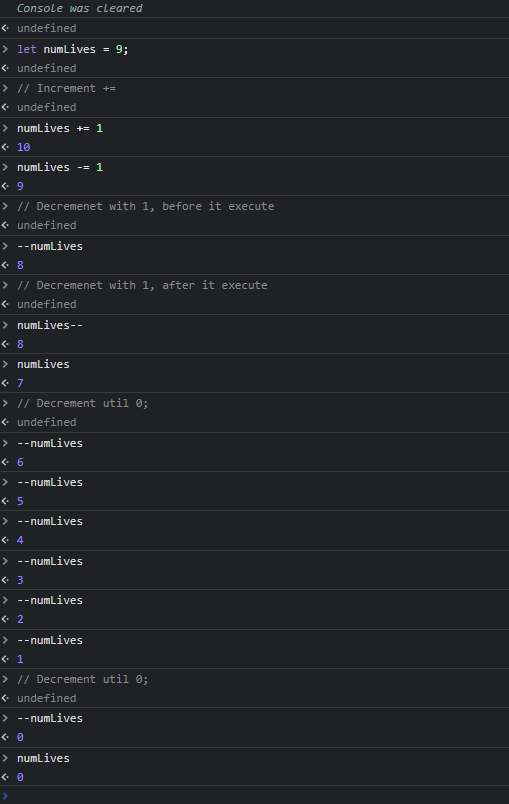 Console was cleared
undefined
let numLives = 9;
undefined
// Increment +=
undefined
numLives += 1
10
numLives -= 1
9
// Decremenet with 1, before it execute
undefined
--numLives
8
// Decremenet with 1, after it execute
undefined
numLives--
8
numLives
7
// Decrement util 0;
undefined
--numLives
6
--numLives
5
--numLives
4
--numLives
3
--numLives
2
--numLives
1
// Decrement util 0;
undefined
--numLives
0
numLives
0